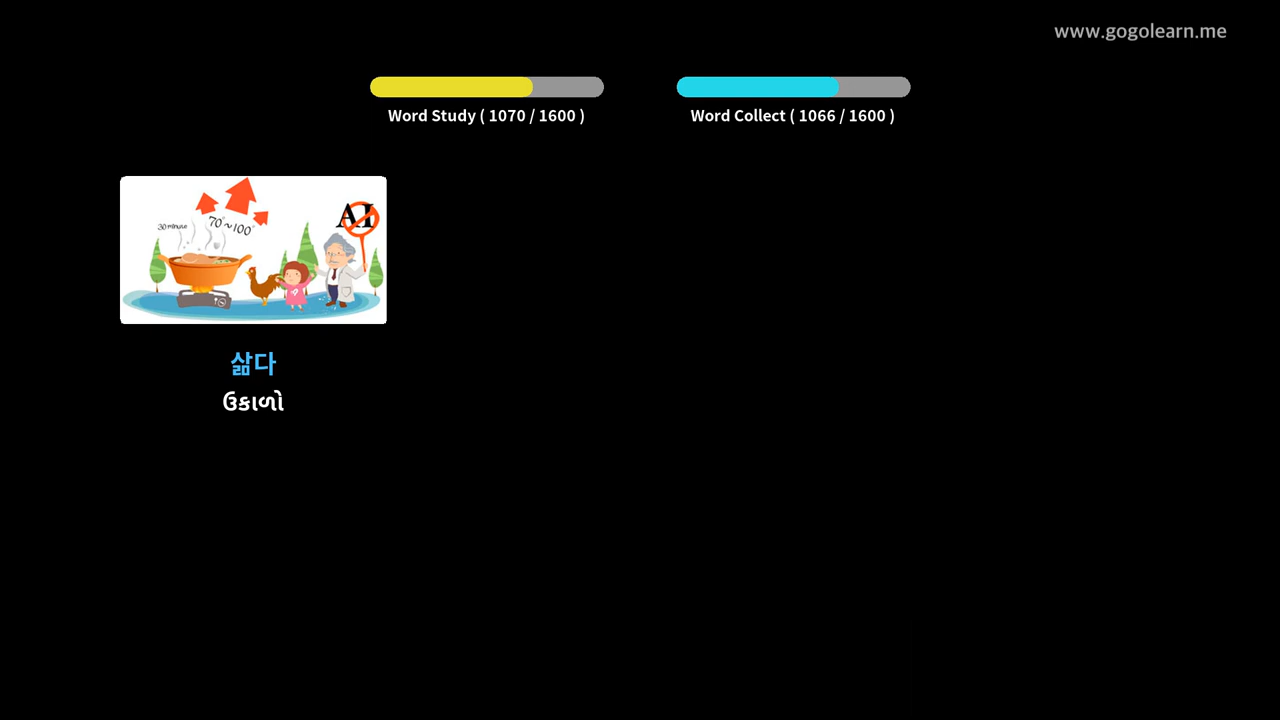 www.gogolearn.me
Word Study ( 1070 / 1600 )
Word Collect ( 1066 / 1600 )
30 minute
70°~100°
AI
삶다
ઉકાળો